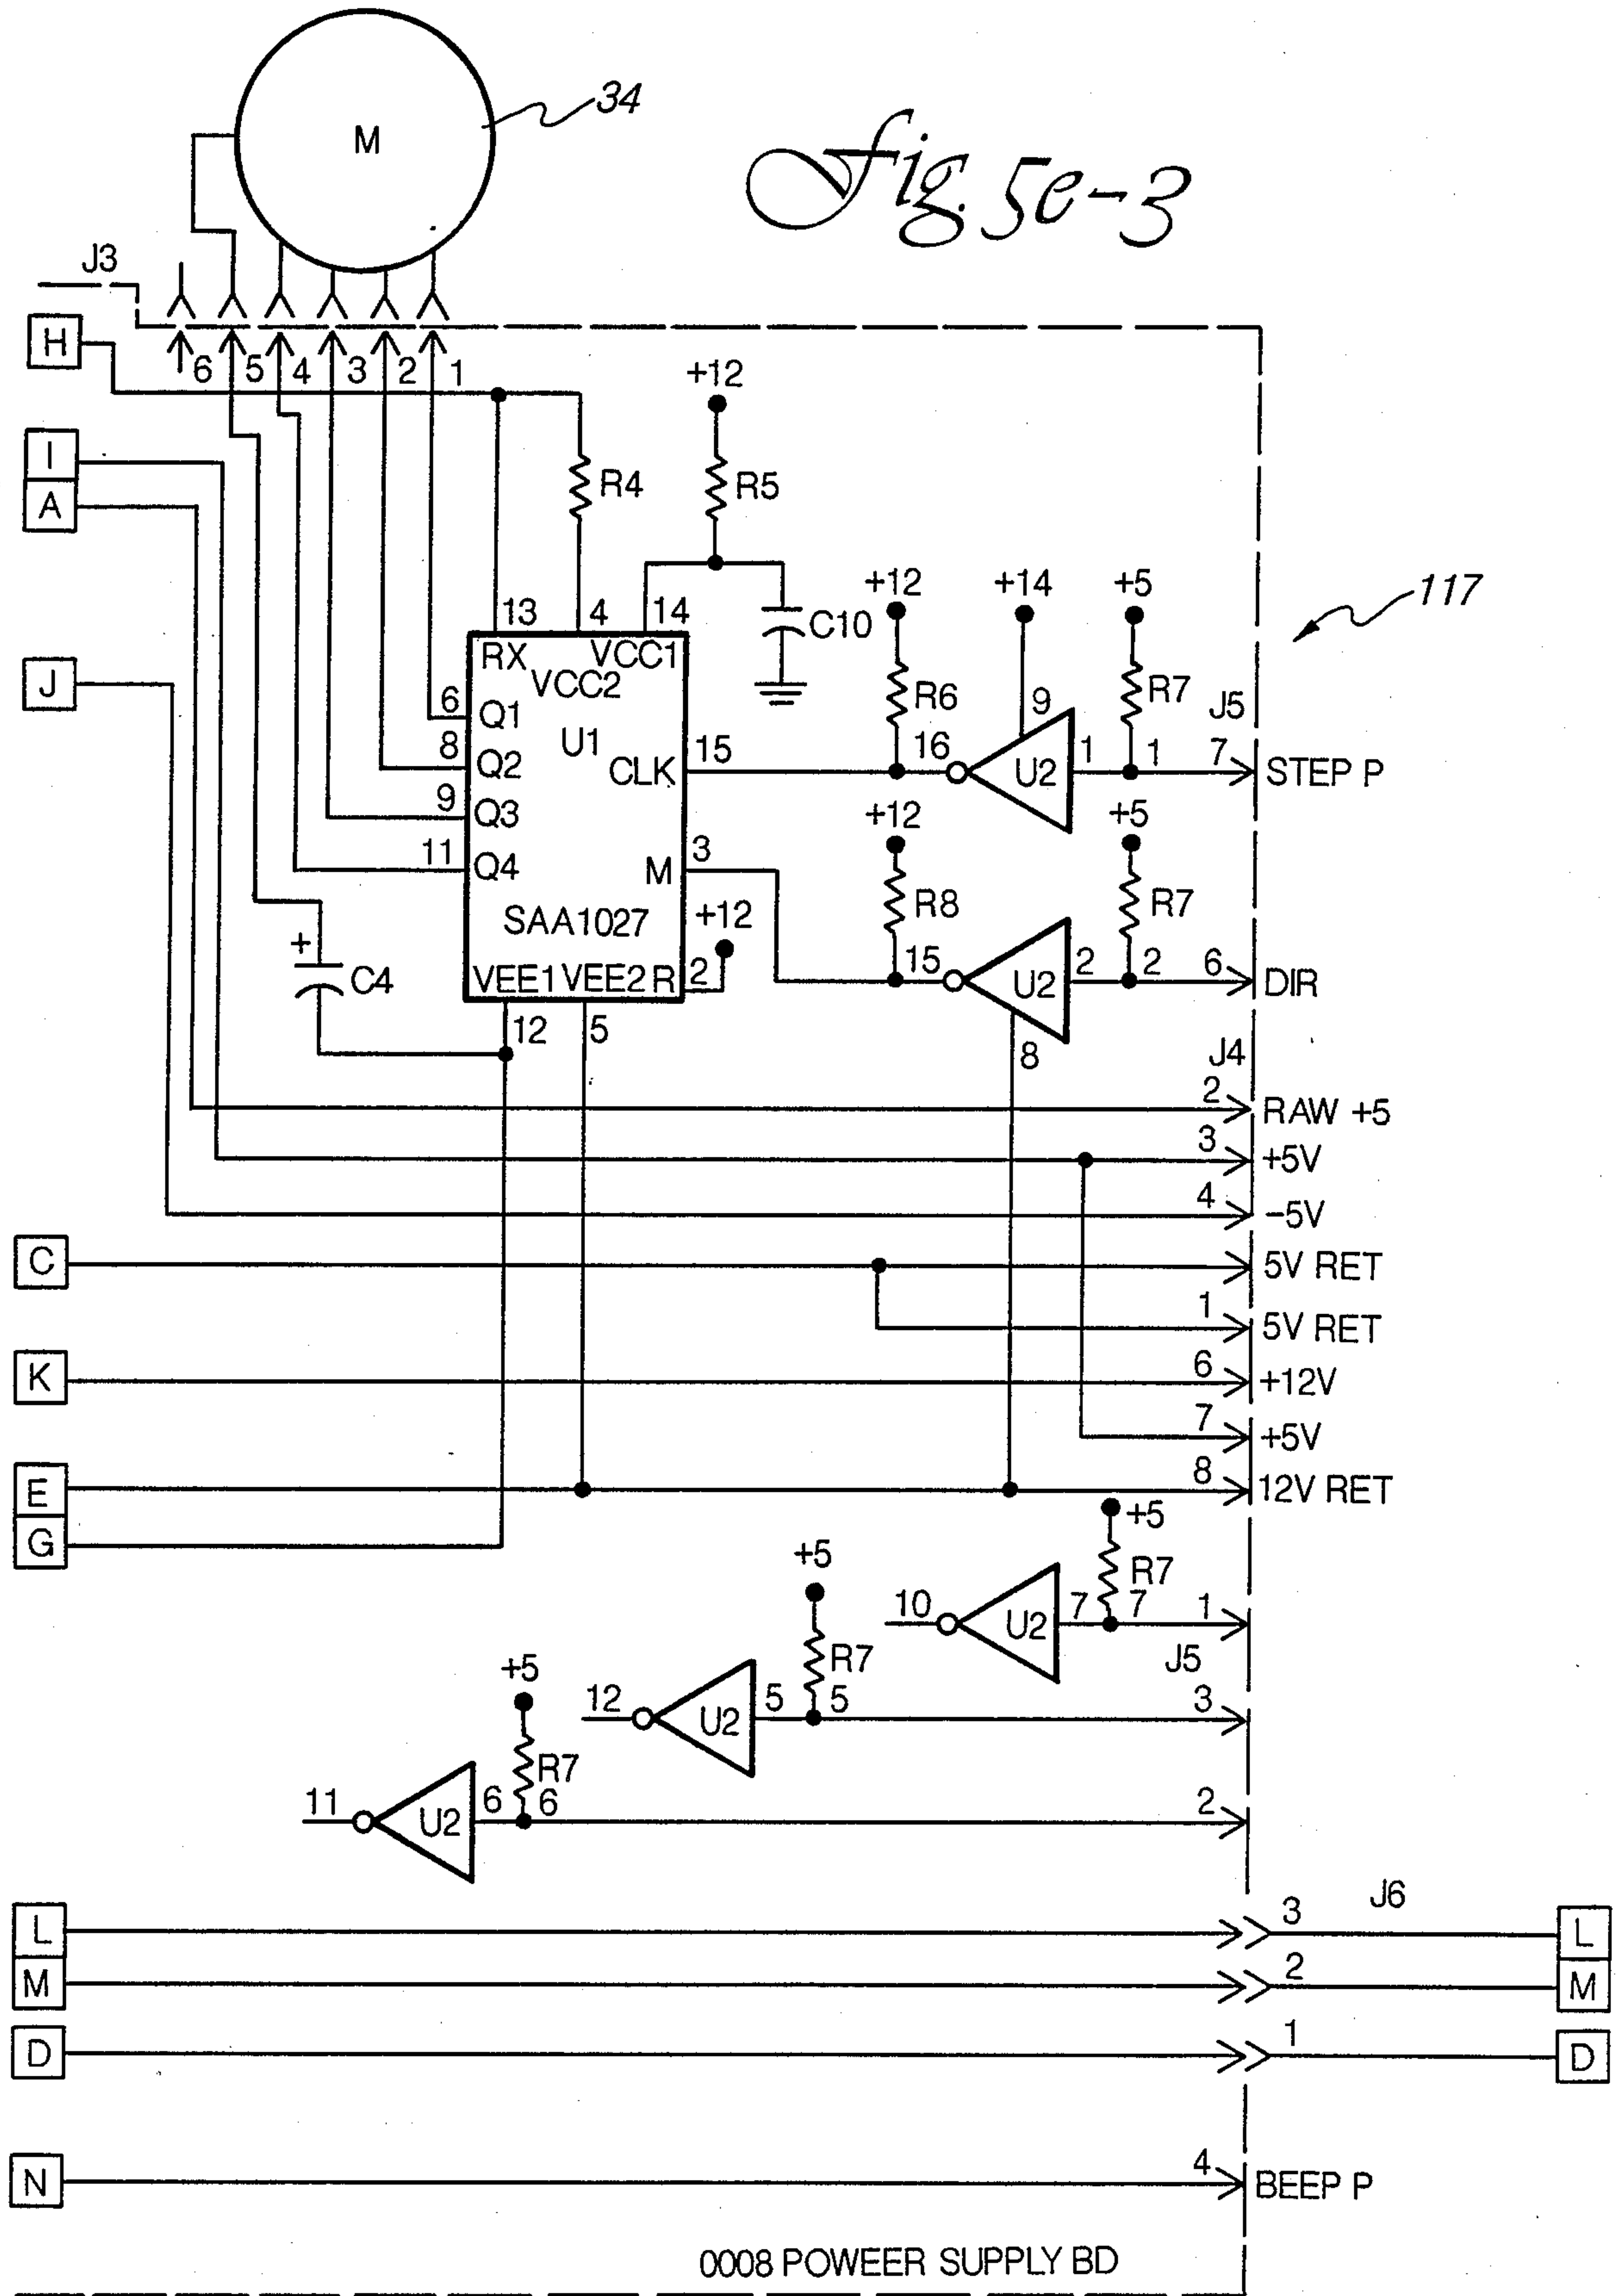 34
M
Fig. 5e-3
J3
H
6 5 4 3 2 1
+12
I
A
R4
R5
117
+12
+14
+5
13
4
14
C10
RX
VCC2
VCC1
J
R6
9
R7
J5
6
Q1
U1
15
16
U2
1
1
7
STEP P
8
Q2
CLK
9
Q3
+12
+5
11
Q4
M
3
R8
R7
SAA1027
+12
+
C4
VEE1 VEE2 R
2
15
U2
2
2
6
DIR
12
5
8
J4
2
RAW +5
3
+5V
4
-5V
C
5V RET
1
5V RET
K
6
+12V
7
+5V
E
8
12V RET
G
+5
R7
10
U2
7
7
1
+5
R7
J5
12
U2
5
5
3
+5
R7
11
U2
6
6
2
J6
L
3
L
M
2
M
D
1
D
N
4
BEEP P
0008 POWEER SUPPLY BD